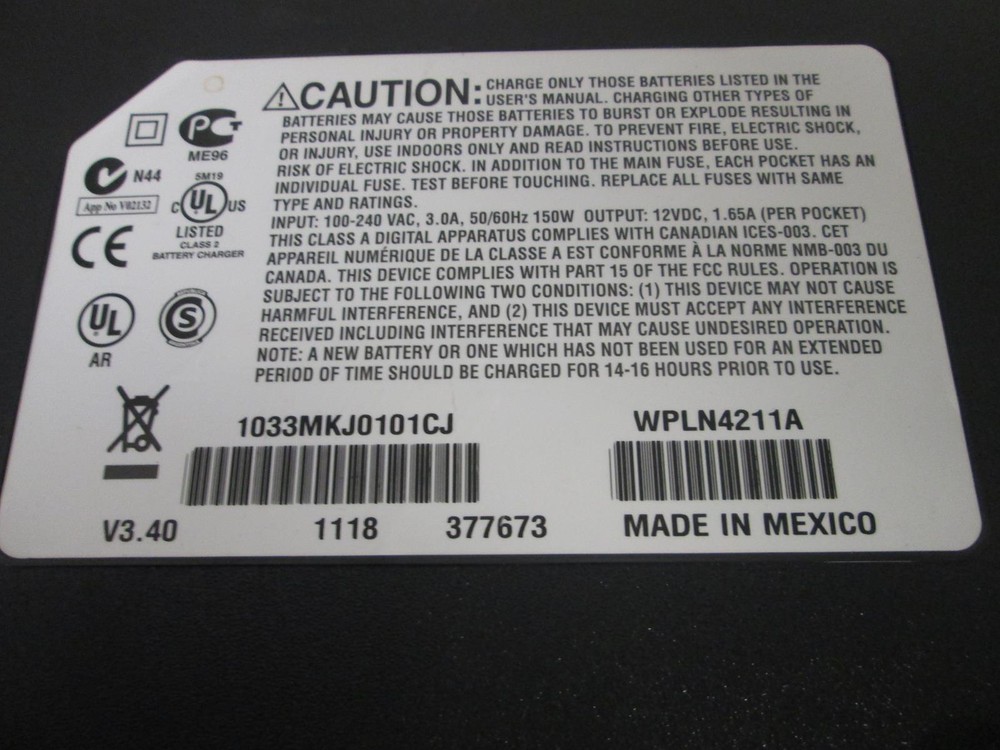 CAUTION: CHARGE ONLY THOSE BATTERIES LISTED IN THE
USER'S MANUAL. CHARGING OTHER TYPES OF
BATTERIES MAY CAUSE THOSE BATTERIES TO BURST OR EXPLODE RESULTING IN
PERSONAL INJURY OR PROPERTY DAMAGE. TO PREVENT FIRE, ELECTRIC SHOCK,
OR INJURY, USE INDOORS ONLY AND READ INSTRUCTIONS BEFORE USE.
RISK OF ELECTRIC SHOCK. IN ADDITION TO THE MAIN FUSE, EACH POCKET HAS AN
INDIVIDUAL FUSE. TEST BEFORE TOUCHING. REPLACE ALL FUSES WITH SAME
TYPE AND RATINGS.
INPUT: 100-240 VAC, 3.0A, 50/60Hz 150W OUTPUT: 12VDC, 1.65A (PER POCKET)
THIS CLASS A DIGITAL APPARATUS COMPLIES WITH CANADIAN ICES-003. CET
APPAREIL NUMÉRIQUE DE LA CLASSE A EST CONFORME À LA NORME NMB-003 DU
CANADA. THIS DEVICE COMPLIES WITH PART 15 OF THE FCC RULES. OPERATION IS
SUBJECT TO THE FOLLOWING TWO CONDITIONS: (1) THIS DEVICE MAY NOT CAUSE
HARMFUL INTERFERENCE, AND (2) THIS DEVICE MUST ACCEPT ANY INTERFERENCE
RECEIVED INCLUDING INTERFERENCE THAT MAY CAUSE UNDESIRED OPERATION.
NOTE: A NEW BATTERY OR ONE WHICH HAS NOT BEEN USED FOR AN EXTENDED
PERIOD OF TIME SHOULD BE CHARGED FOR 14-16 HOURS PRIOR TO USE.
PCT
ME96
N44
App No V02132
5M19
C UL US
LISTED
CLASS 2
BATTERY CHARGER
CE
UL
AR
S
1033MKJ0101CJ
WPLN4211A
V3.40
1118
377673
MADE IN MEXICO